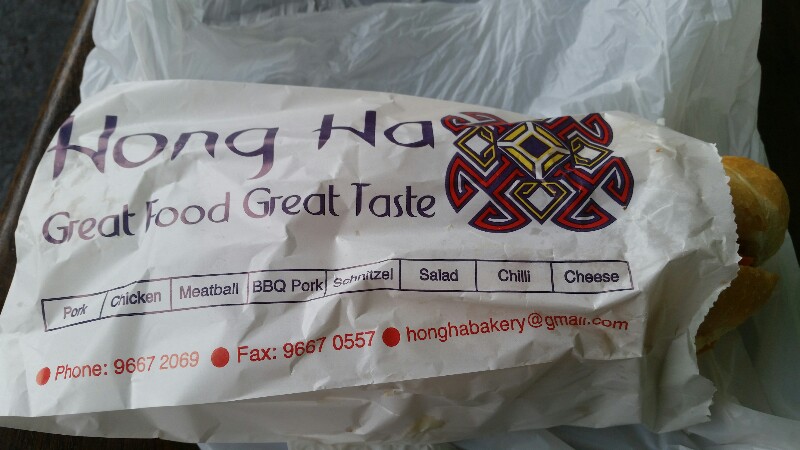 Hong Ha
Great Food Great Taste
Pork Chicken Meatball BBQ Pork Schnitzel Salad Chilli Cheese
Phone: 9667 2069 Fax: 9667 0557 honghabakery@gmail.com